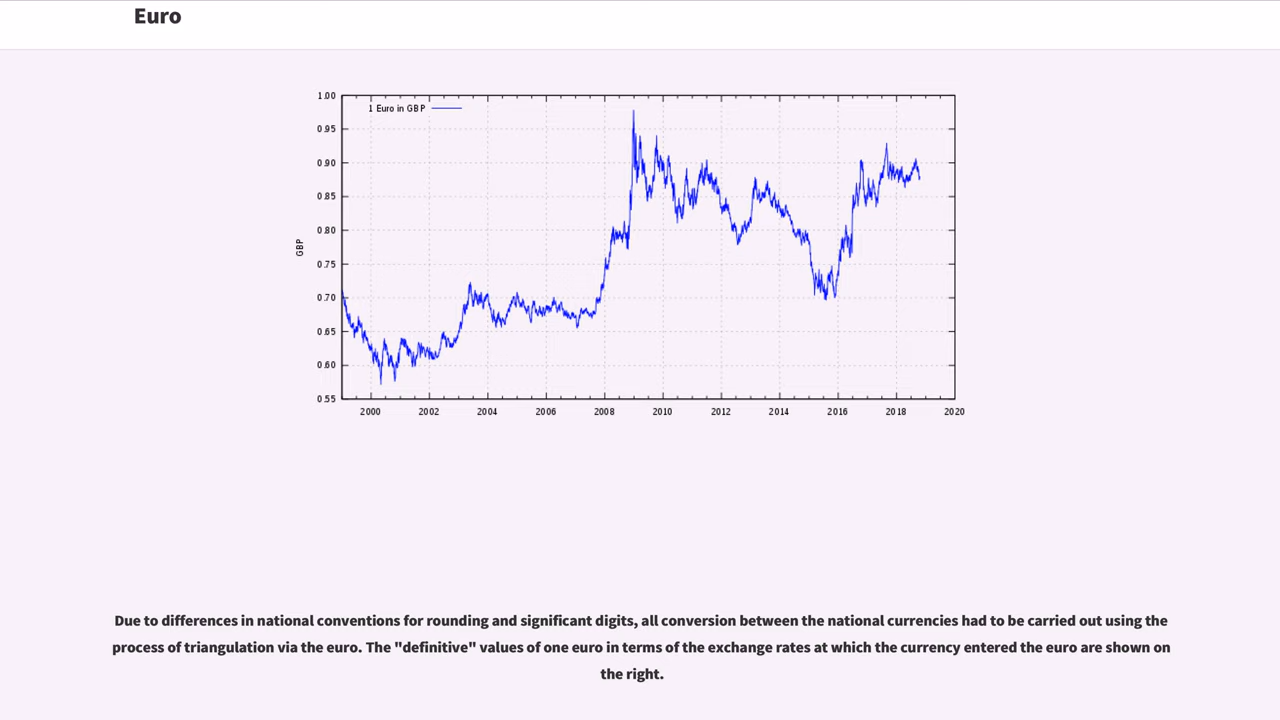 Euro
1.00
1 Euro in GBP
0.95
0.90
0.85
0.80
GBP
0.75
0.70
0.65
0.60
0.55
2000 2002 2004 2006 2008 2010 2012 2014 2016 2018 2020
Due to differences in national conventions for rounding and significant digits, all conversion between the national currencies had to be carried out using the
process of triangulation via the euro. The "definitive" values of one euro in terms of the exchange rates at which the currency entered the euro are shown on
the right.